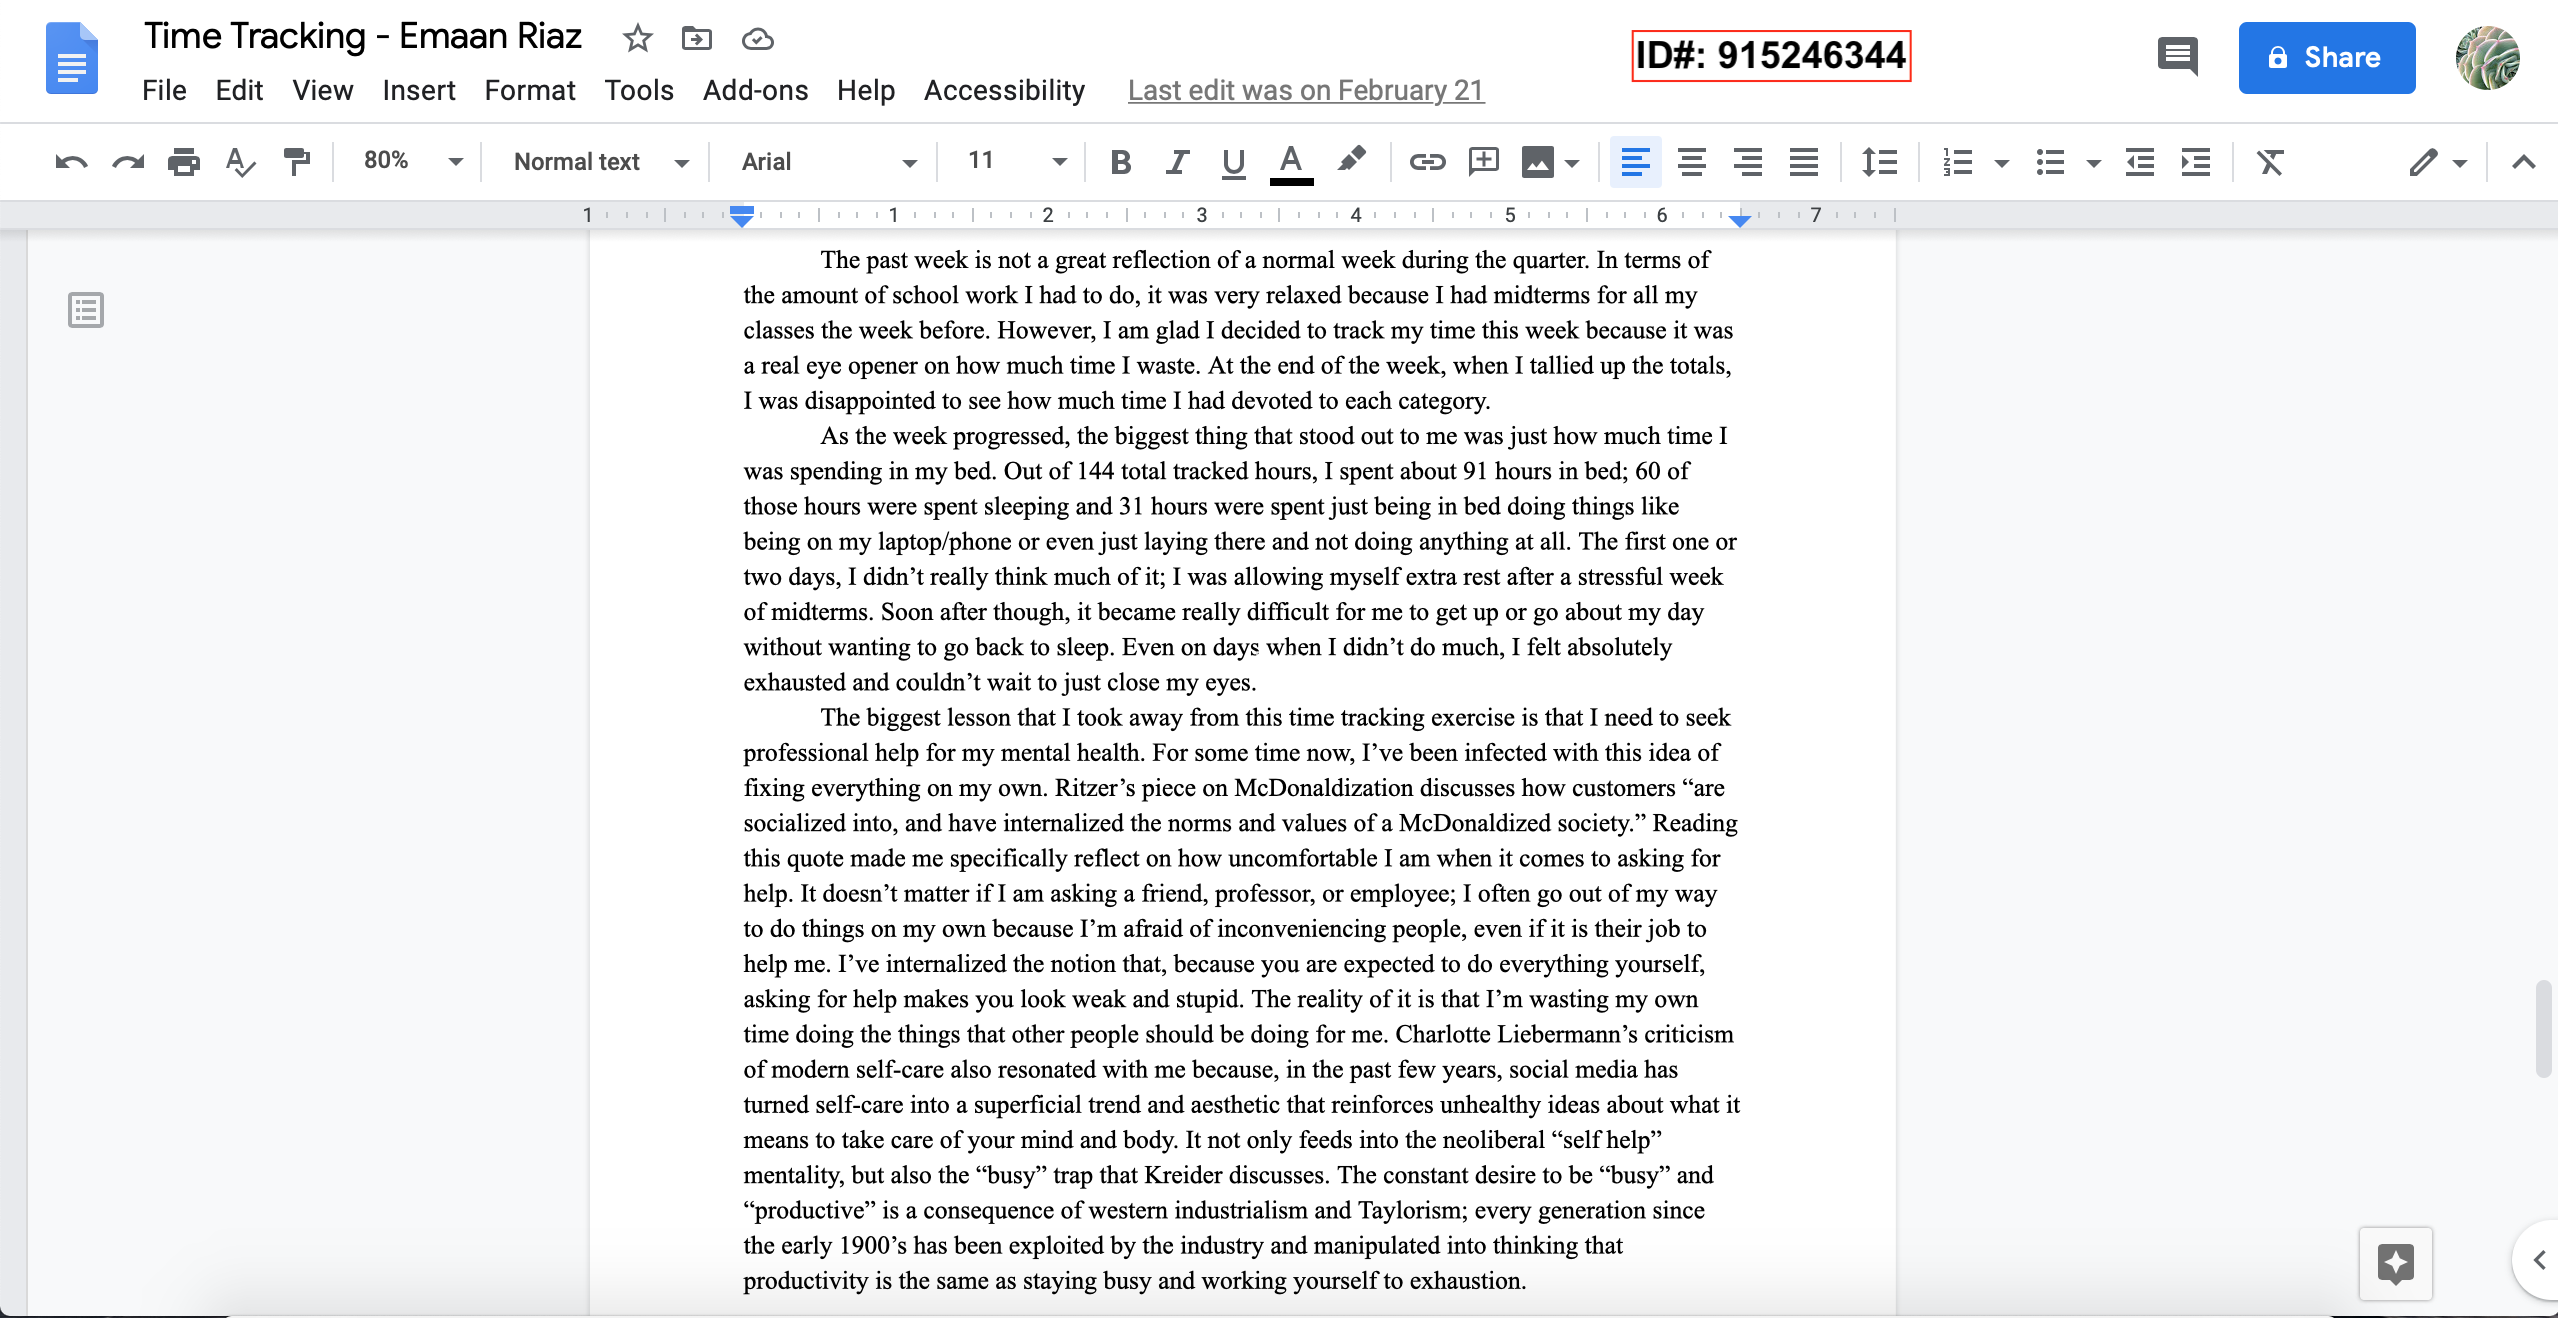 Time Tracking - Emaan Riaz
ID#: 915246344
Share
File Edit View Insert Format Tools Add-ons Help Accessibility Last edit was on February 21
80% Normal text Arial 11 B I U A
1 1 2 3 4 5 6 7
The past week is not a great reflection of a normal week during the quarter. In terms of
the amount of school work I had to do, it was very relaxed because I had midterms for all my
classes the week before. However, I am glad I decided to track my time this week because it was
a real eye opener on how much time I waste. At the end of the week, when I tallied up the totals,
I was disappointed to see how much time I had devoted to each category.
As the week progressed, the biggest thing that stood out to me was just how much time I
was spending in my bed. Out of 144 total tracked hours, I spent about 91 hours in bed; 60 of
those hours were spent sleeping and 31 hours were spent just being in bed doing things like
being on my laptop/phone or even just laying there and not doing anything at all. The first one or
two days, I didn’t really think much of it; I was allowing myself extra rest after a stressful week
of midterms. Soon after though, it became really difficult for me to get up or go about my day
without wanting to go back to sleep. Even on days when I didn’t do much, I felt absolutely
exhausted and couldn’t wait to just close my eyes.
The biggest lesson that I took away from this time tracking exercise is that I need to seek
professional help for my mental health. For some time now, I’ve been infected with this idea of
fixing everything on my own. Ritzer’s piece on McDonaldization discusses how customers “are
socialized into, and have internalized the norms and values of a McDonaldized society.” Reading
this quote made me specifically reflect on how uncomfortable I am when it comes to asking for
help. It doesn’t matter if I am asking a friend, professor, or employee; I often go out of my way
to do things on my own because I’m afraid of inconveniencing people, even if it is their job to
help me. I’ve internalized the notion that, because you are expected to do everything yourself,
asking for help makes you look weak and stupid. The reality of it is that I’m wasting my own
time doing the things that other people should be doing for me. Charlotte Liebermann’s criticism
of modern self-care also resonated with me because, in the past few years, social media has
turned self-care into a superficial trend and aesthetic that reinforces unhealthy ideas about what it
means to take care of your mind and body. It not only feeds into the neoliberal “self help”
mentality, but also the “busy” trap that Kreider discusses. The constant desire to be “busy” and
“productive” is a consequence of western industrialism and Taylorism; every generation since
the early 1900’s has been exploited by the industry and manipulated into thinking that
productivity is the same as staying busy and working yourself to exhaustion.